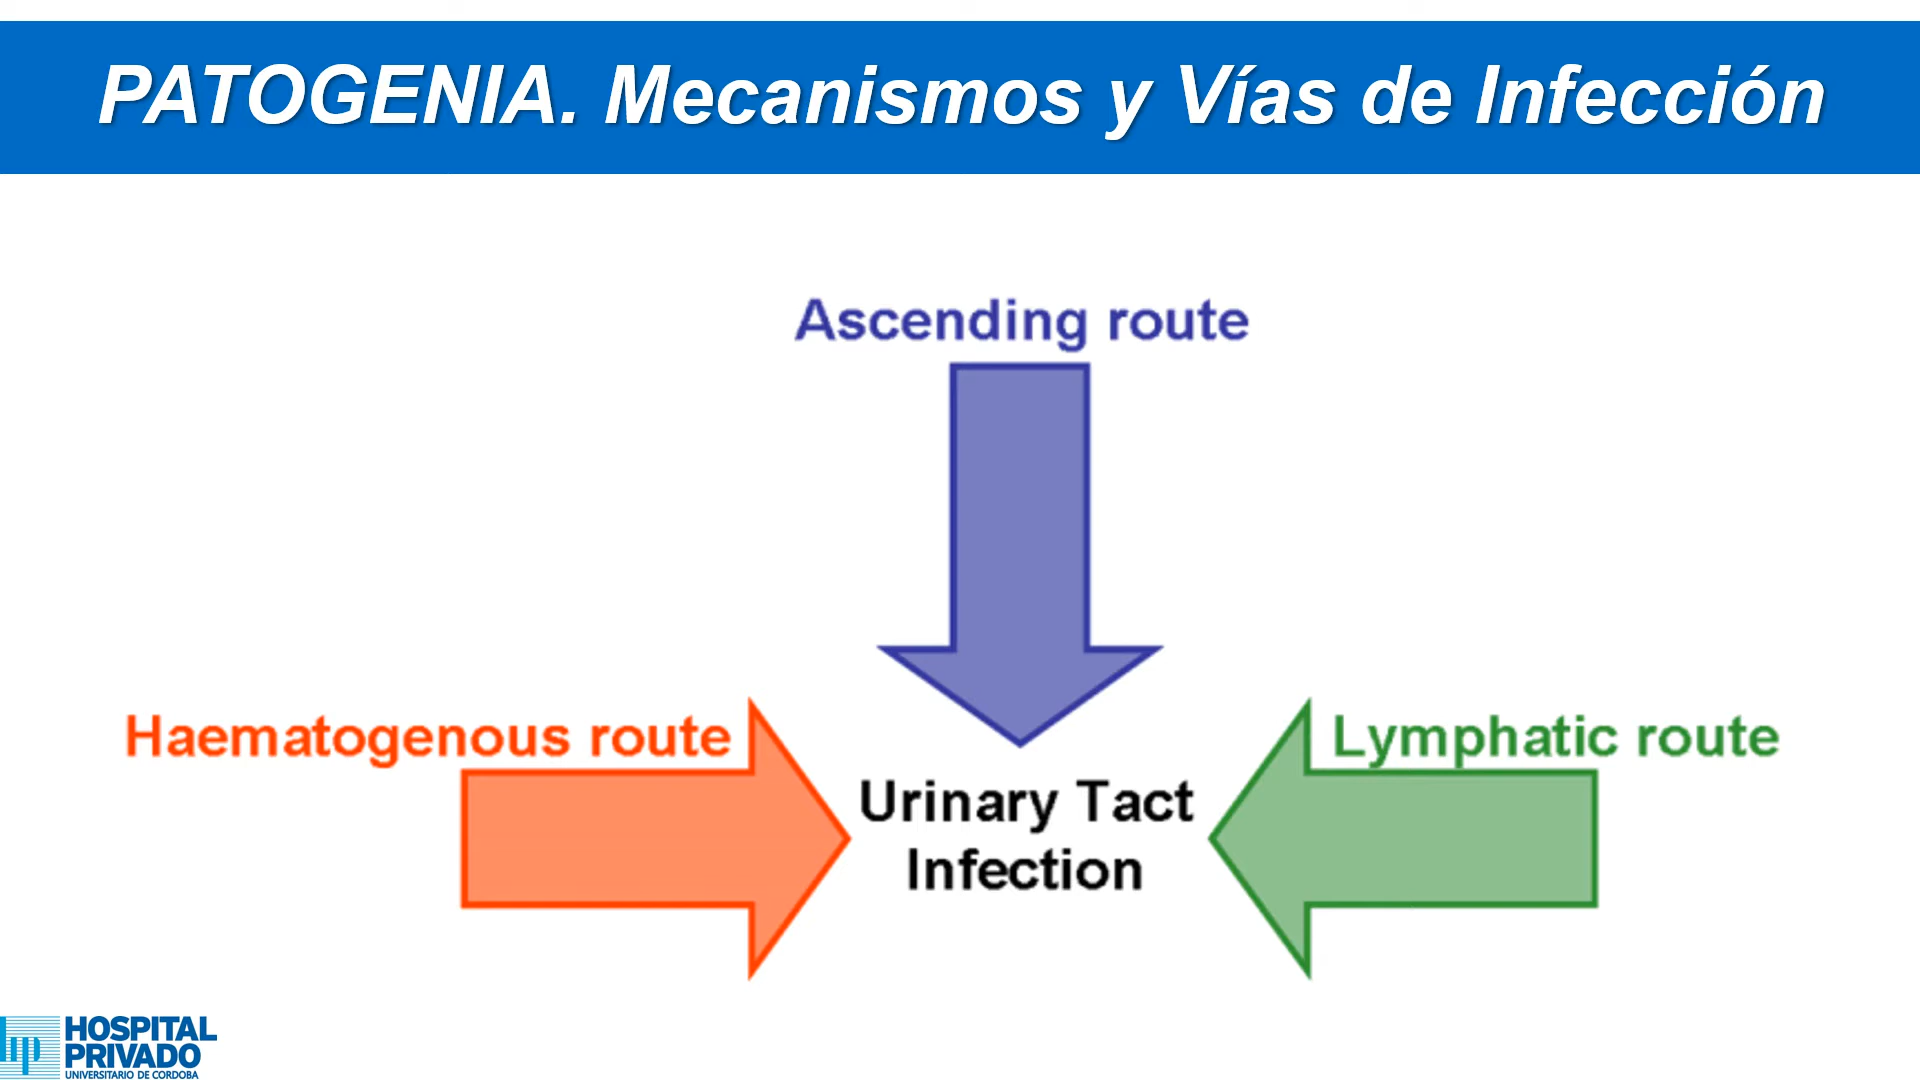 PATOGENIA. Mecanismos y Vías de Infección
Ascending route
Haematogenous route
Lymphatic route
Urinary Tact
Infection
hp
HOSPITAL
PRIVADO
UNIVERSITARIO DE CORDOBA